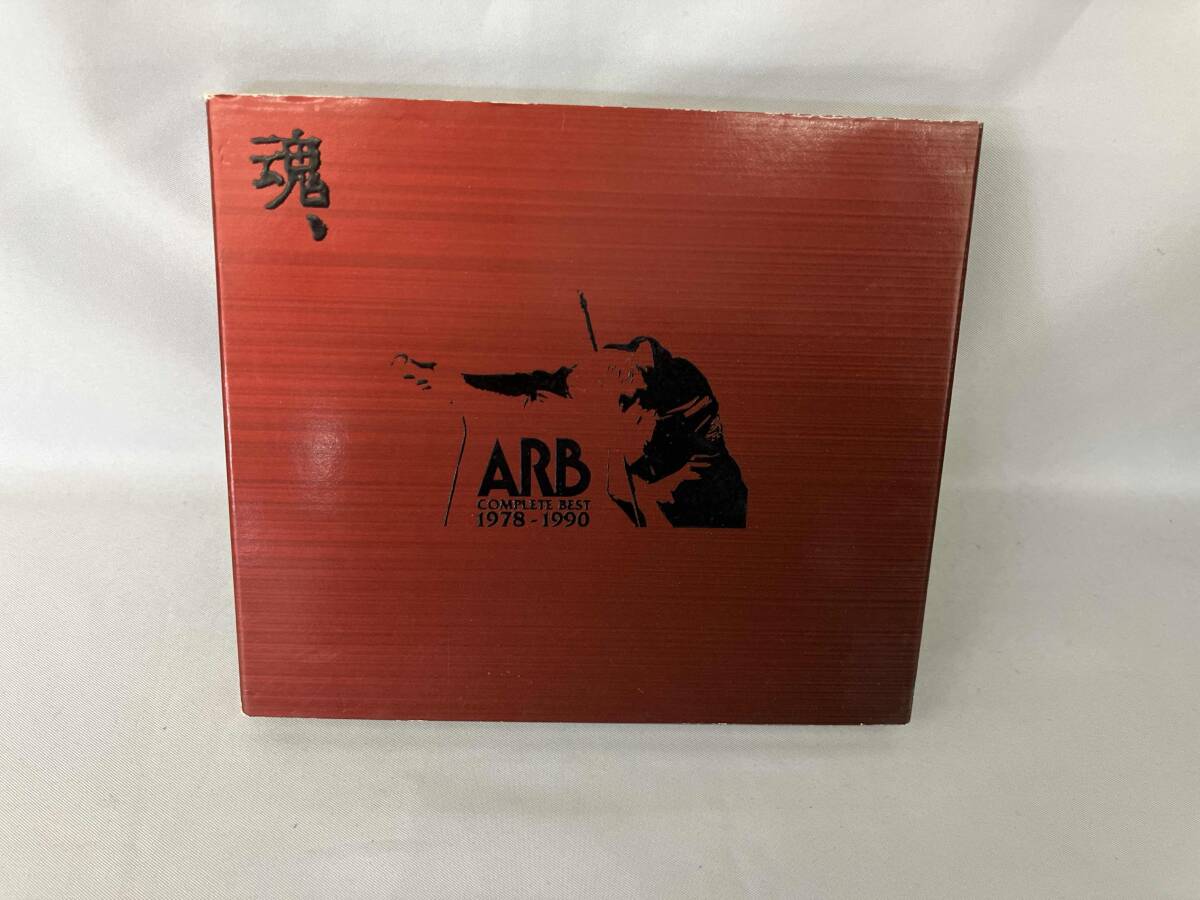 魂、
ARB
COMPLETE BEST
1978-1990